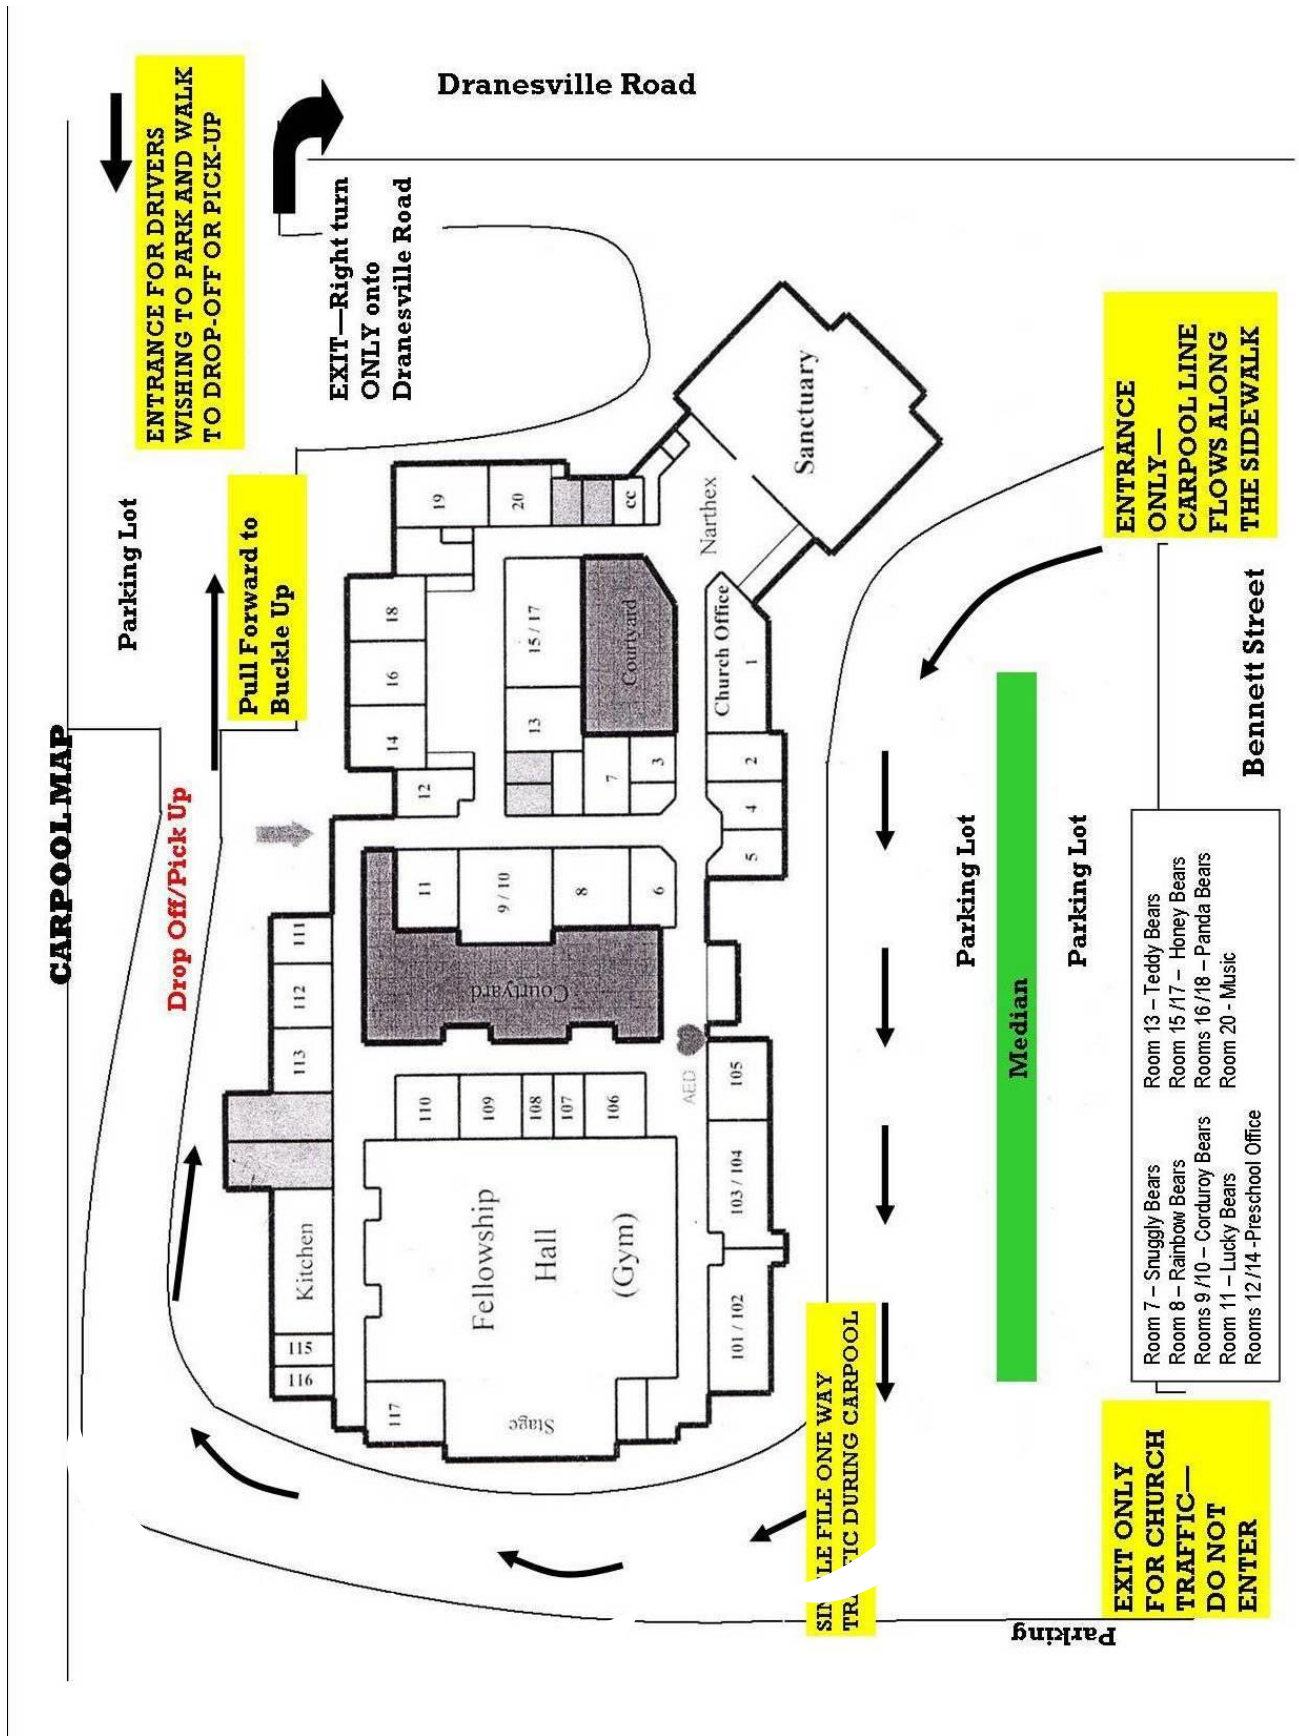 CARPOOL MAP
Dranesville Road
ENTRANCE FOR DRIVERS
WISHING TO PARK AND WALK
TO DROP-OFF OR PICK-UP
EXIT—Right turn
ONLY onto
Dranesville Road
Parking Lot
Pull Forward to
Buckle Up
Drop Off/Pick Up
19
20
cc
Narthex
Sanctuary
18
16
14
12
15 / 17
13
Courtyard
7
3
Church Office
1
2
4
5
11
9 / 10
8
6
Courtyard
111
112
113
110
109
108
107
106
AED
105
103 / 104
101 / 102
Kitchen
115
116
117
Fellowship
Hall
(Gym)
Stage
ENTRANCE
ONLY—
CARPOOL LINE
FLOWS ALONG
THE SIDEWALK
Bennett Street
Parking Lot
Median
Parking Lot
TRAFFIC DURING CARPOOL
FILE ONE WAY
Parking
EXIT ONLY
FOR CHURCH
TRAFFIC—
DO NOT
ENTER
Room 7 – Snuggly Bears
Room 8 – Rainbow Bears
Rooms 9 /10 – Corduroy Bears
Room 11 – Lucky Bears
Rooms 12 /14 -Preschool Office
Room 13 – Teddy Bears
Room 15 /17 – Honey Bears
Rooms 16 /18 – Panda Bears
Room 20 - Music